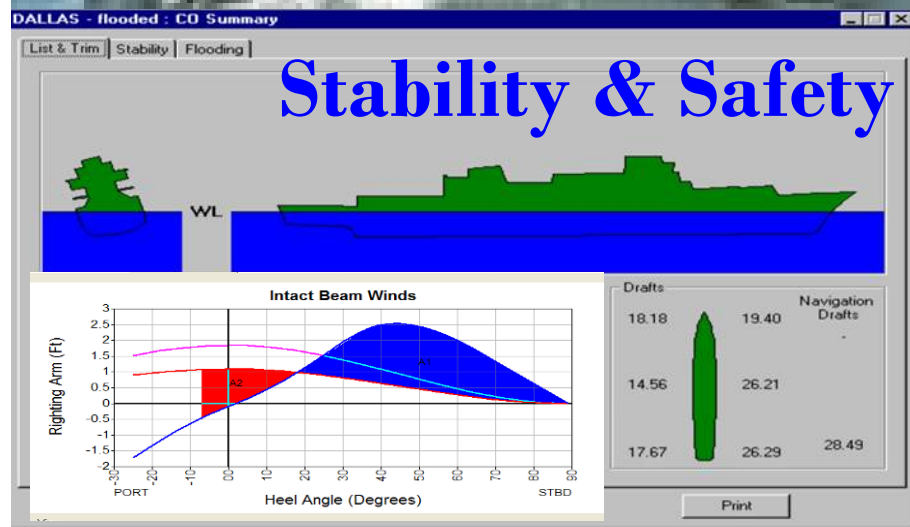 DALLAS - flooded : CO Summary
List & Trim Stability Flooding
Stability & Safety
WL
Intact Beam Winds
Righting Arm (Ft)
3
2.5
2
1.5
1
0.5
0
-0.5
-1
-1.5
-2
A2
A1
-30 -20 -10 00 10 20 30 40 50 60 70 80 90
PORT STBD
Heel Angle (Degrees)
Drafts
Navigation
Drafts
18.18 19.40 -
14.56 26.21
17.67 26.29 28.49
Print